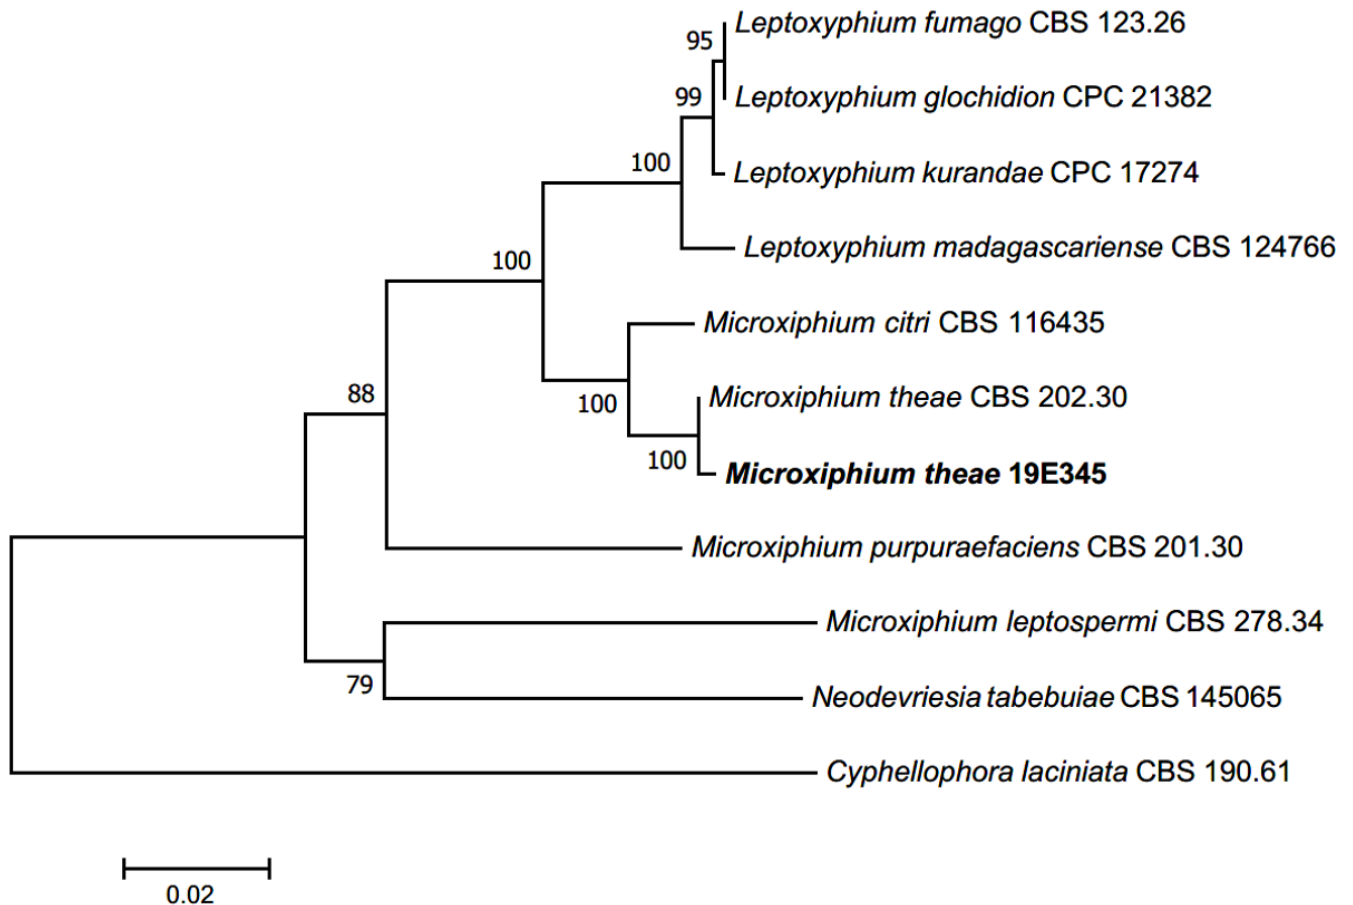 Leptoxyphium fumago CBS 123.26
95
Leptoxyphium glochidion CPC 21382
99
100
Leptoxyphium kurandae CPC 17274
Leptoxyphium madagascariense CBS 124766
100
Microxiphium citri CBS 116435
88
Microxiphium theae CBS 202.30
100
100
Microxiphium theae 19E345
Microxiphium purpuraefaciens CBS 201.30
Microxiphium leptospermi CBS 278.34
79
Neodevriesia tabebuiae CBS 145065
Cyphellophora laciniata CBS 190.61
0.02